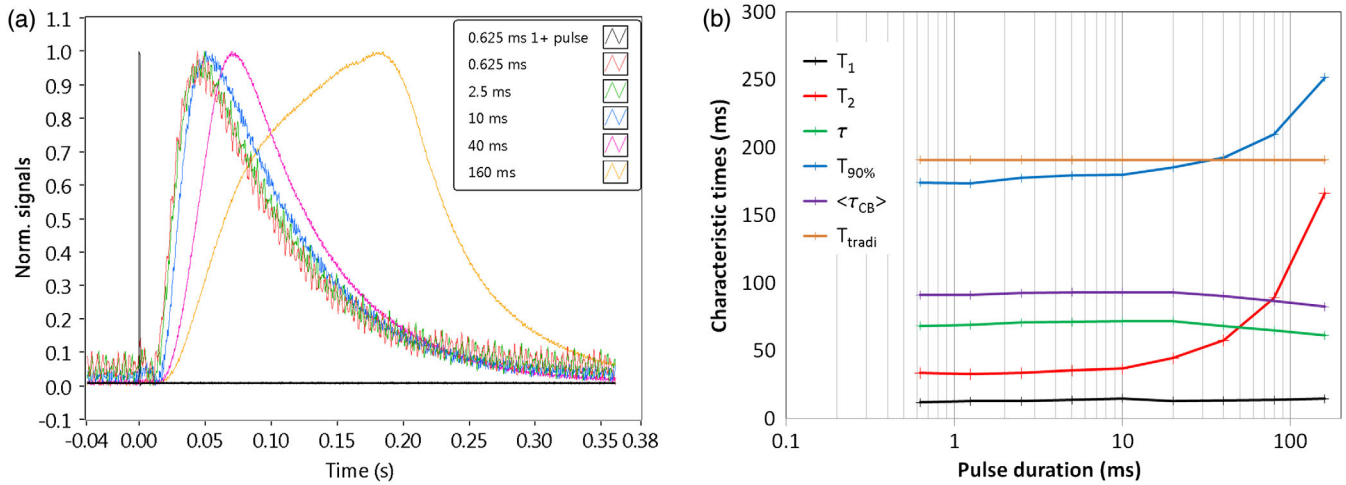 (a)
Norm. signals
1.1
1.0
0.9
0.8
0.7
0.6
0.5
0.4
0.3
0.2
0.1
0.0
-0.1
-0.04
0.00
0.05
0.10
0.15
0.20
0.25
0.30
0.35
0.38
Time (s)
0.625 ms 1+ pulse
0.625 ms
2.5 ms
10 ms
40 ms
160 ms
(b)
Characteristic times (ms)
300
250
200
150
100
50
0
0.1
1
10
100
Pulse duration (ms)
T1
T2
τ
T90%
<τCB>
Ttradi